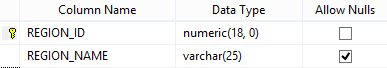 Column Name Data Type Allow Nulls
REGION_ID numeric(18, 0)
REGION_NAME varchar(25)